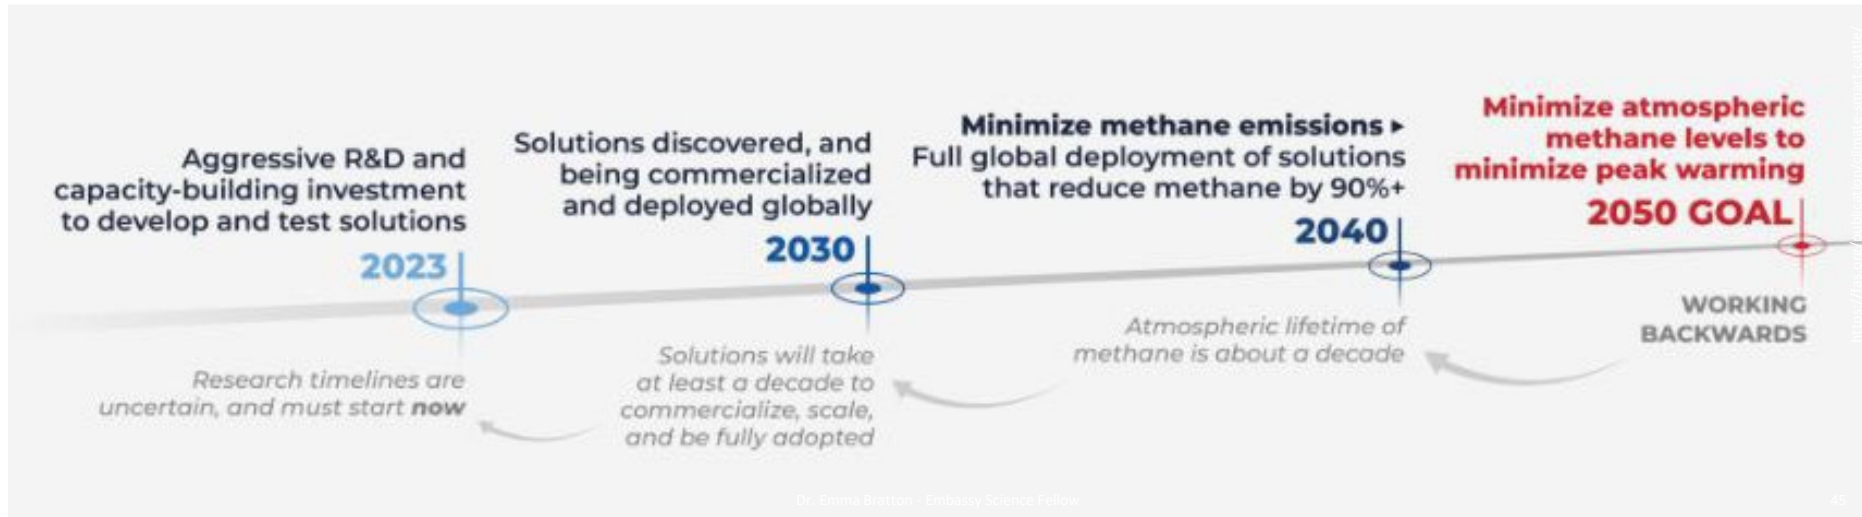 Aggressive R&D and
capacity-building investment
to develop and test solutions
2023
Research timelines are
uncertain, and must start now
Solutions discovered, and
being commercialized
and deployed globally
2030
Solutions will take
at least a decade to
commercialize, scale,
and be fully adopted
Minimize methane emissions ▸
Full global deployment of solutions
that reduce methane by 90%+
2040
Atmospheric lifetime of
methane is about a decade
Minimize atmospheric
methane levels to
minimize peak warming
2050 GOAL
WORKING
BACKWARDS
Dr. Emma Bratton - Embassy Science Fellow
45